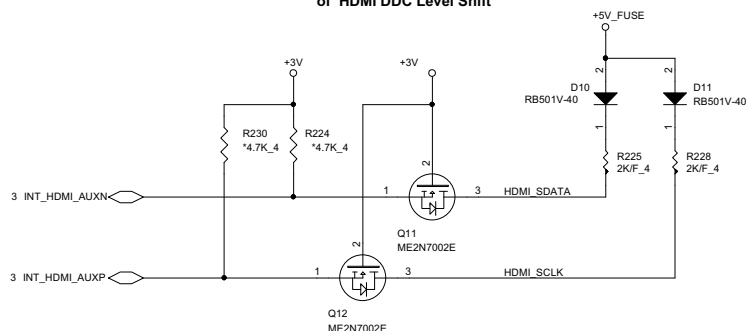 of HDMI DDC Level Shift
+5V_FUSE
+3V
+3V
2
2
D10
RB501V-40
D11
RB501V-40
1
1
R230
*4.7K_4
R224
*4.7K_4
R225
2K/F_4
R228
2K/F_4
2
3 INT_HDMI_AUXN
1
3
HDMI_SDATA
Q11
ME2N7002E
2
3 INT_HDMI_AUXP
1
3
HDMI_SCLK
Q12
ME2N7002E